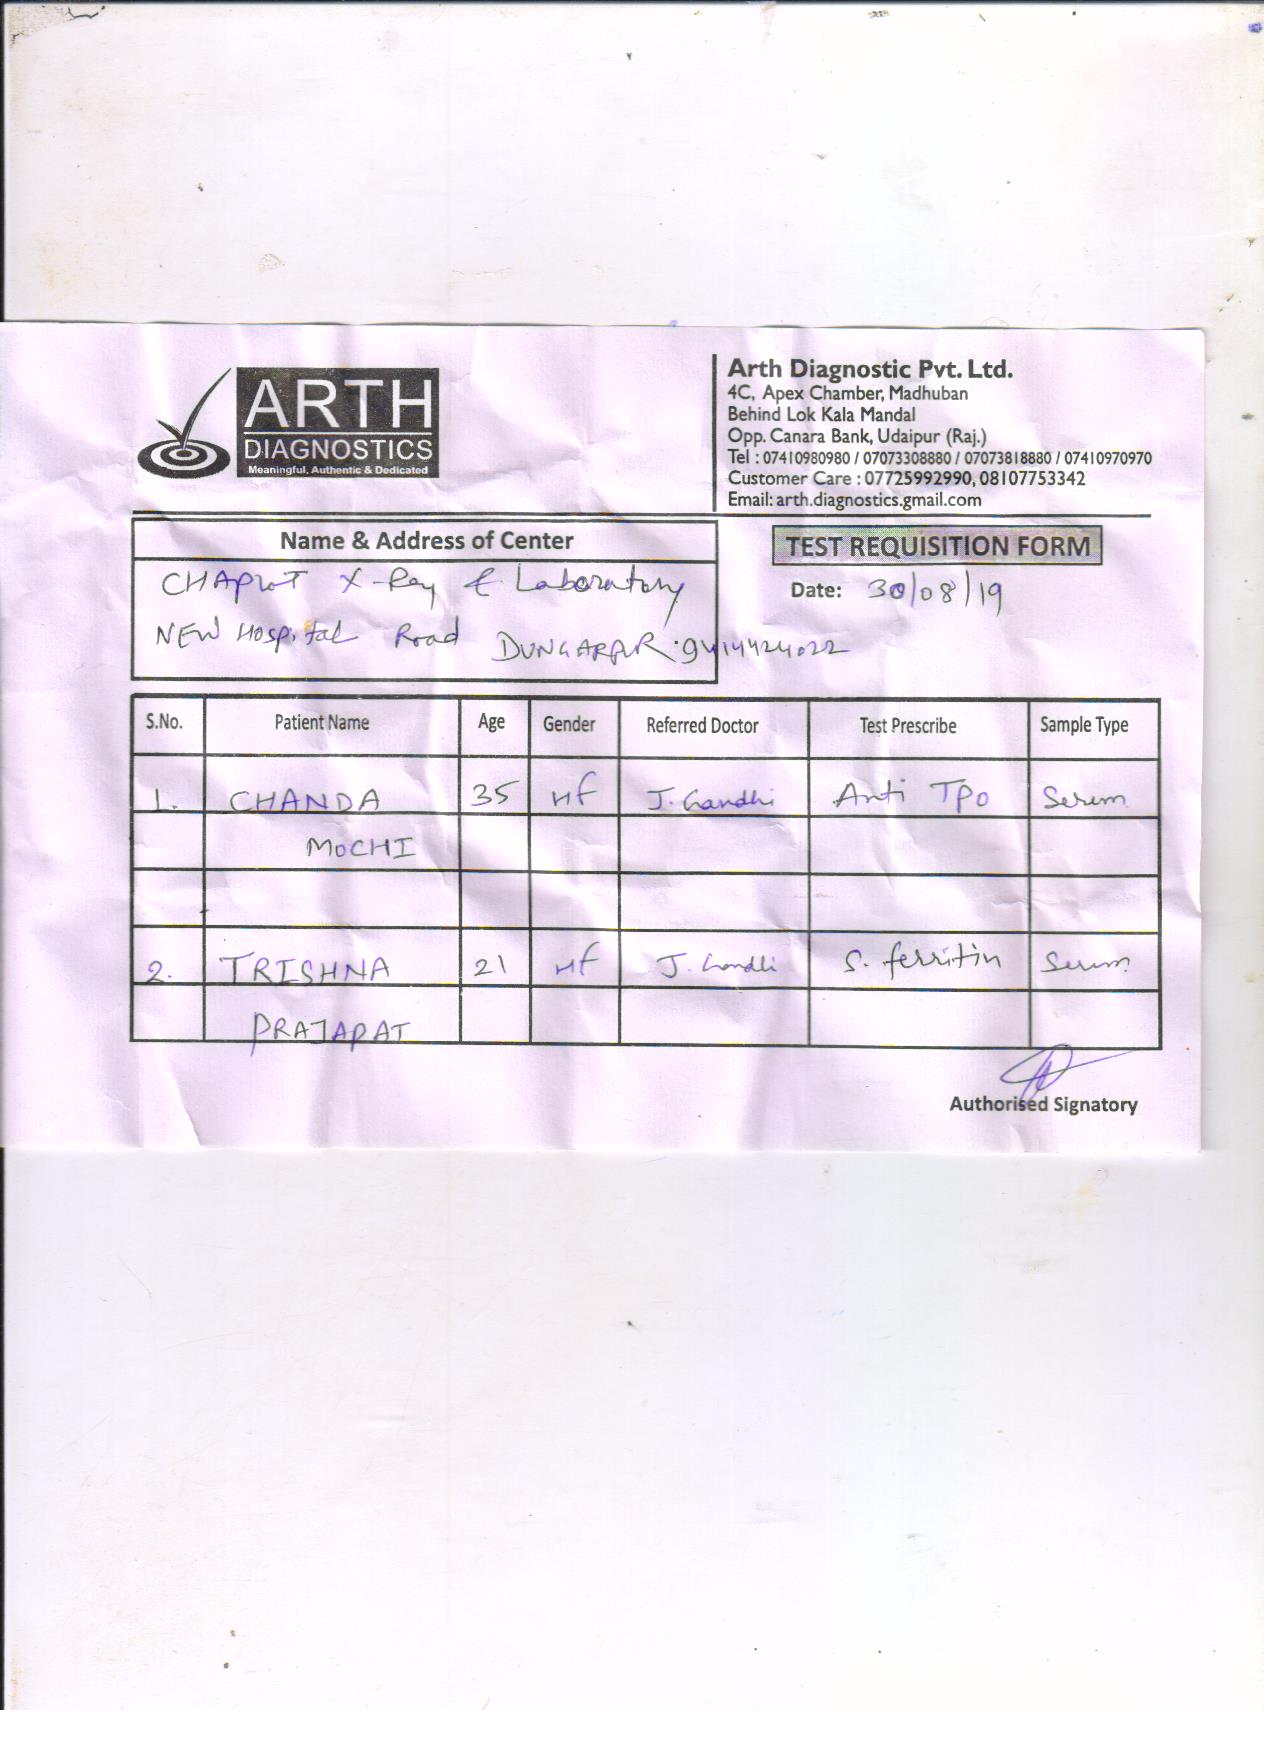 ARTH
DIAGNOSTICS
Meaningful, Authentic & Dedicated
Arth Diagnostic Pvt. Ltd.
4C, Apex Chamber, Madhuban
Behind Lok Kala Mandal
Opp. Canara Bank, Udaipur (Raj.)
Tel : 07410980980 / 07073308880 / 07073818880 / 07410970970
Customer Care : 07725992990, 08107753342
Email: arth.diagnostics.gmail.com
Name & Address of Center
CHAPLOT X-Ray & Laboratory
NEW Hospital Road DUNGARPUR. 9414424022
TEST REQUISITION FORM
Date: 30/08/19
S.No. Patient Name Age Gender Referred Doctor Test Prescribe Sample Type
1. CHANDA 35 F J. Gandhi Anti TPO Serum
MOCHI
2. TRISHNA 21 F J. Gandhi S. ferritin Serum
PRAJAPAT
Authorised Signatory